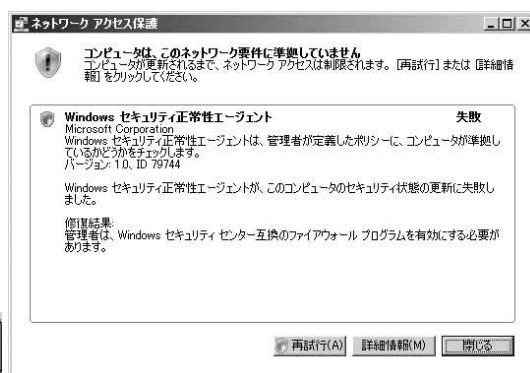 ネットワーク アクセス保護
コンピュータは、このネットワーク要件に準拠していません
コンピュータが更新されるまで、ネットワーク アクセスは制限されます。[再試行] または [詳細情
報] をクリックしてください。
Windows セキュリティ正常性エージェント 失敗
Microsoft Corporation
Windows セキュリティ正常性エージェントは、管理者が定義したポリシーに、コンピュータが準拠し
ているかどうかをチェックします。
バージョン: 1.0、ID 79744
Windows セキュリティ正常性エージェントが、このコンピュータのセキュリティ状態の更新に失敗し
ました。
修復結果:
管理者は、Windows セキュリティ センター互換のファイアウォール プログラムを有効にする必要が
あります。
再試行(A) 詳細情報(M) 閉じる